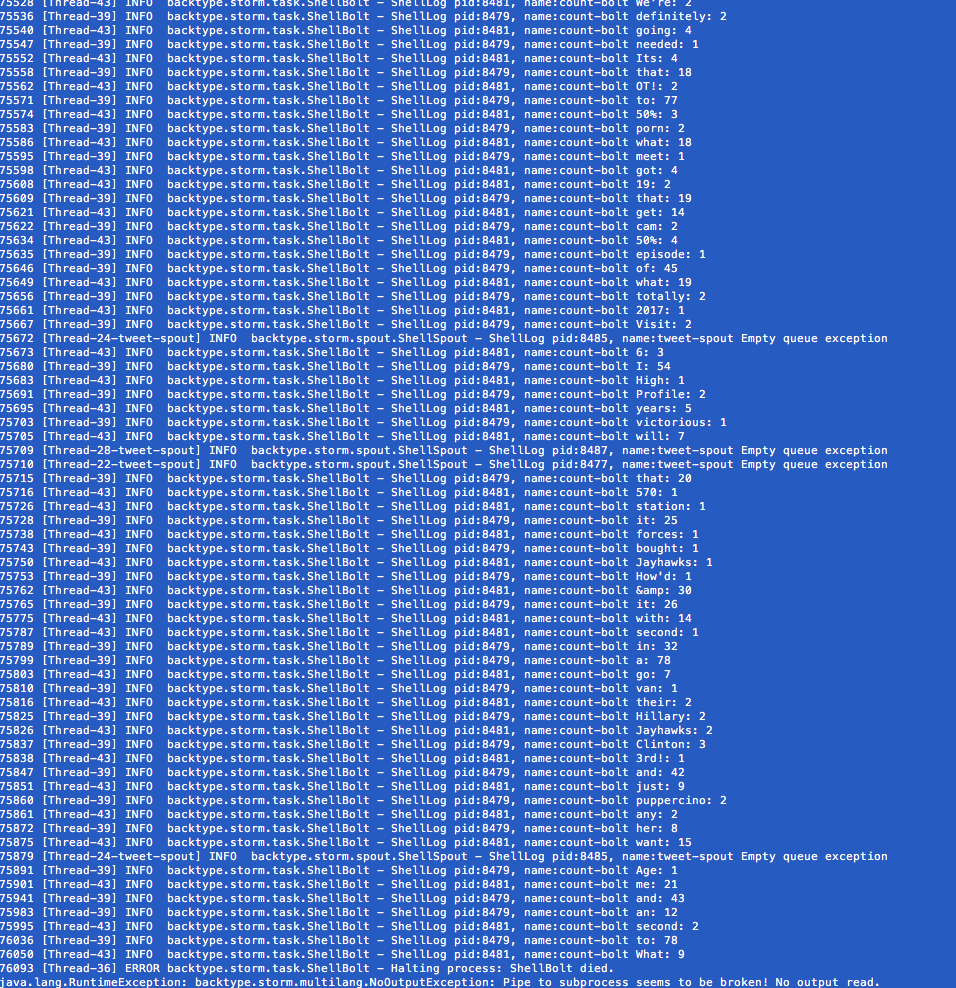 75528 [Thread-43] INFO  backtype.storm.task.ShellBolt - ShellLog pid:8481, name:count-bolt We're: 2
75536 [Thread-39] INFO  backtype.storm.task.ShellBolt - ShellLog pid:8479, name:count-bolt definitely: 2
75540 [Thread-43] INFO  backtype.storm.task.ShellBolt - ShellLog pid:8481, name:count-bolt going: 4
75547 [Thread-39] INFO  backtype.storm.task.ShellBolt - ShellLog pid:8479, name:count-bolt needed: 1
75552 [Thread-43] INFO  backtype.storm.task.ShellBolt - ShellLog pid:8481, name:count-bolt Its: 4
75558 [Thread-39] INFO  backtype.storm.task.ShellBolt - ShellLog pid:8479, name:count-bolt that: 18
75562 [Thread-43] INFO  backtype.storm.task.ShellBolt - ShellLog pid:8481, name:count-bolt OT!: 2
75571 [Thread-39] INFO  backtype.storm.task.ShellBolt - ShellLog pid:8479, name:count-bolt to: 77
75574 [Thread-43] INFO  backtype.storm.task.ShellBolt - ShellLog pid:8481, name:count-bolt 50%: 3
75583 [Thread-39] INFO  backtype.storm.task.ShellBolt - ShellLog pid:8479, name:count-bolt porn: 2
75586 [Thread-43] INFO  backtype.storm.task.ShellBolt - ShellLog pid:8481, name:count-bolt what: 18
75595 [Thread-39] INFO  backtype.storm.task.ShellBolt - ShellLog pid:8479, name:count-bolt meet: 1
75598 [Thread-43] INFO  backtype.storm.task.ShellBolt - ShellLog pid:8481, name:count-bolt got: 4
75608 [Thread-39] INFO  backtype.storm.task.ShellBolt - ShellLog pid:8479, name:count-bolt 19: 2
75609 [Thread-43] INFO  backtype.storm.task.ShellBolt - ShellLog pid:8481, name:count-bolt that: 19
75621 [Thread-43] INFO  backtype.storm.task.ShellBolt - ShellLog pid:8481, name:count-bolt get: 14
75622 [Thread-39] INFO  backtype.storm.task.ShellBolt - ShellLog pid:8479, name:count-bolt cam: 2
75634 [Thread-43] INFO  backtype.storm.task.ShellBolt - ShellLog pid:8481, name:count-bolt 50%: 4
75635 [Thread-39] INFO  backtype.storm.task.ShellBolt - ShellLog pid:8479, name:count-bolt episode: 1
75646 [Thread-39] INFO  backtype.storm.task.ShellBolt - ShellLog pid:8479, name:count-bolt of: 45
75649 [Thread-43] INFO  backtype.storm.task.ShellBolt - ShellLog pid:8481, name:count-bolt what: 19
75656 [Thread-39] INFO  backtype.storm.task.ShellBolt - ShellLog pid:8479, name:count-bolt totally: 2
75661 [Thread-43] INFO  backtype.storm.task.ShellBolt - ShellLog pid:8481, name:count-bolt 2017: 1
75667 [Thread-39] INFO  backtype.storm.task.ShellBolt - ShellLog pid:8479, name:count-bolt Visit: 2
75672 [Thread-24-tweet-spout] INFO  backtype.storm.spout.ShellSpout - ShellLog pid:8485, name:tweet-spout Empty queue exception
75673 [Thread-43] INFO  backtype.storm.task.ShellBolt - ShellLog pid:8481, name:count-bolt 6: 3
75680 [Thread-39] INFO  backtype.storm.task.ShellBolt - ShellLog pid:8479, name:count-bolt I: 54
75683 [Thread-43] INFO  backtype.storm.task.ShellBolt - ShellLog pid:8481, name:count-bolt High: 1
75691 [Thread-39] INFO  backtype.storm.task.ShellBolt - ShellLog pid:8479, name:count-bolt Profile: 2
75695 [Thread-43] INFO  backtype.storm.task.ShellBolt - ShellLog pid:8481, name:count-bolt years: 5
75703 [Thread-39] INFO  backtype.storm.task.ShellBolt - ShellLog pid:8479, name:count-bolt victorious: 1
75705 [Thread-43] INFO  backtype.storm.task.ShellBolt - ShellLog pid:8481, name:count-bolt will: 7
75709 [Thread-28-tweet-spout] INFO  backtype.storm.spout.ShellSpout - ShellLog pid:8487, name:tweet-spout Empty queue exception
75710 [Thread-22-tweet-spout] INFO  backtype.storm.spout.ShellSpout - ShellLog pid:8477, name:tweet-spout Empty queue exception
75715 [Thread-39] INFO  backtype.storm.task.ShellBolt - ShellLog pid:8479, name:count-bolt that: 20
75716 [Thread-43] INFO  backtype.storm.task.ShellBolt - ShellLog pid:8481, name:count-bolt 570: 1
75726 [Thread-43] INFO  backtype.storm.task.ShellBolt - ShellLog pid:8481, name:count-bolt station: 1
75728 [Thread-39] INFO  backtype.storm.task.ShellBolt - ShellLog pid:8479, name:count-bolt it: 25
75738 [Thread-43] INFO  backtype.storm.task.ShellBolt - ShellLog pid:8481, name:count-bolt forces: 1
75743 [Thread-39] INFO  backtype.storm.task.ShellBolt - ShellLog pid:8479, name:count-bolt bought: 1
75750 [Thread-43] INFO  backtype.storm.task.ShellBolt - ShellLog pid:8481, name:count-bolt Jayhawks: 1
75753 [Thread-39] INFO  backtype.storm.task.ShellBolt - ShellLog pid:8479, name:count-bolt How'd: 1
75762 [Thread-43] INFO  backtype.storm.task.ShellBolt - ShellLog pid:8481, name:count-bolt &amp: 30
75765 [Thread-39] INFO  backtype.storm.task.ShellBolt - ShellLog pid:8479, name:count-bolt it: 26
75775 [Thread-43] INFO  backtype.storm.task.ShellBolt - ShellLog pid:8481, name:count-bolt with: 14
75787 [Thread-43] INFO  backtype.storm.task.ShellBolt - ShellLog pid:8481, name:count-bolt second: 1
75789 [Thread-39] INFO  backtype.storm.task.ShellBolt - ShellLog pid:8479, name:count-bolt in: 32
75799 [Thread-39] INFO  backtype.storm.task.ShellBolt - ShellLog pid:8479, name:count-bolt a: 78
75803 [Thread-43] INFO  backtype.storm.task.ShellBolt - ShellLog pid:8481, name:count-bolt go: 7
75810 [Thread-39] INFO  backtype.storm.task.ShellBolt - ShellLog pid:8479, name:count-bolt van: 1
75816 [Thread-43] INFO  backtype.storm.task.ShellBolt - ShellLog pid:8481, name:count-bolt their: 2
75825 [Thread-39] INFO  backtype.storm.task.ShellBolt - ShellLog pid:8479, name:count-bolt Hillary: 2
75826 [Thread-43] INFO  backtype.storm.task.ShellBolt - ShellLog pid:8481, name:count-bolt Jayhawks: 2
75837 [Thread-39] INFO  backtype.storm.task.ShellBolt - ShellLog pid:8479, name:count-bolt Clinton: 3
75838 [Thread-43] INFO  backtype.storm.task.ShellBolt - ShellLog pid:8481, name:count-bolt 3rd!: 1
75847 [Thread-39] INFO  backtype.storm.task.ShellBolt - ShellLog pid:8479, name:count-bolt and: 42
75851 [Thread-43] INFO  backtype.storm.task.ShellBolt - ShellLog pid:8481, name:count-bolt just: 9
75860 [Thread-39] INFO  backtype.storm.task.ShellBolt - ShellLog pid:8479, name:count-bolt puppercino: 2
75861 [Thread-43] INFO  backtype.storm.task.ShellBolt - ShellLog pid:8481, name:count-bolt any: 2
75872 [Thread-39] INFO  backtype.storm.task.ShellBolt - ShellLog pid:8479, name:count-bolt her: 8
75875 [Thread-43] INFO  backtype.storm.task.ShellBolt - ShellLog pid:8481, name:count-bolt want: 15
75879 [Thread-24-tweet-spout] INFO  backtype.storm.spout.ShellSpout - ShellLog pid:8485, name:tweet-spout Empty queue exception
75891 [Thread-39] INFO  backtype.storm.task.ShellBolt - ShellLog pid:8479, name:count-bolt Age: 1
75901 [Thread-43] INFO  backtype.storm.task.ShellBolt - ShellLog pid:8481, name:count-bolt me: 21
75941 [Thread-39] INFO  backtype.storm.task.ShellBolt - ShellLog pid:8479, name:count-bolt and: 43
75983 [Thread-39] INFO  backtype.storm.task.ShellBolt - ShellLog pid:8479, name:count-bolt an: 12
75995 [Thread-43] INFO  backtype.storm.task.ShellBolt - ShellLog pid:8481, name:count-bolt second: 2
76036 [Thread-39] INFO  backtype.storm.task.ShellBolt - ShellLog pid:8479, name:count-bolt to: 78
76050 [Thread-43] INFO  backtype.storm.task.ShellBolt - ShellLog pid:8481, name:count-bolt What: 9
76093 [Thread-36] ERROR backtype.storm.task.ShellBolt - Halting process: ShellBolt died.
java.lang.RuntimeException: backtype.storm.multilang.NoOutputException: Pipe to subprocess seems to be broken! No output read.